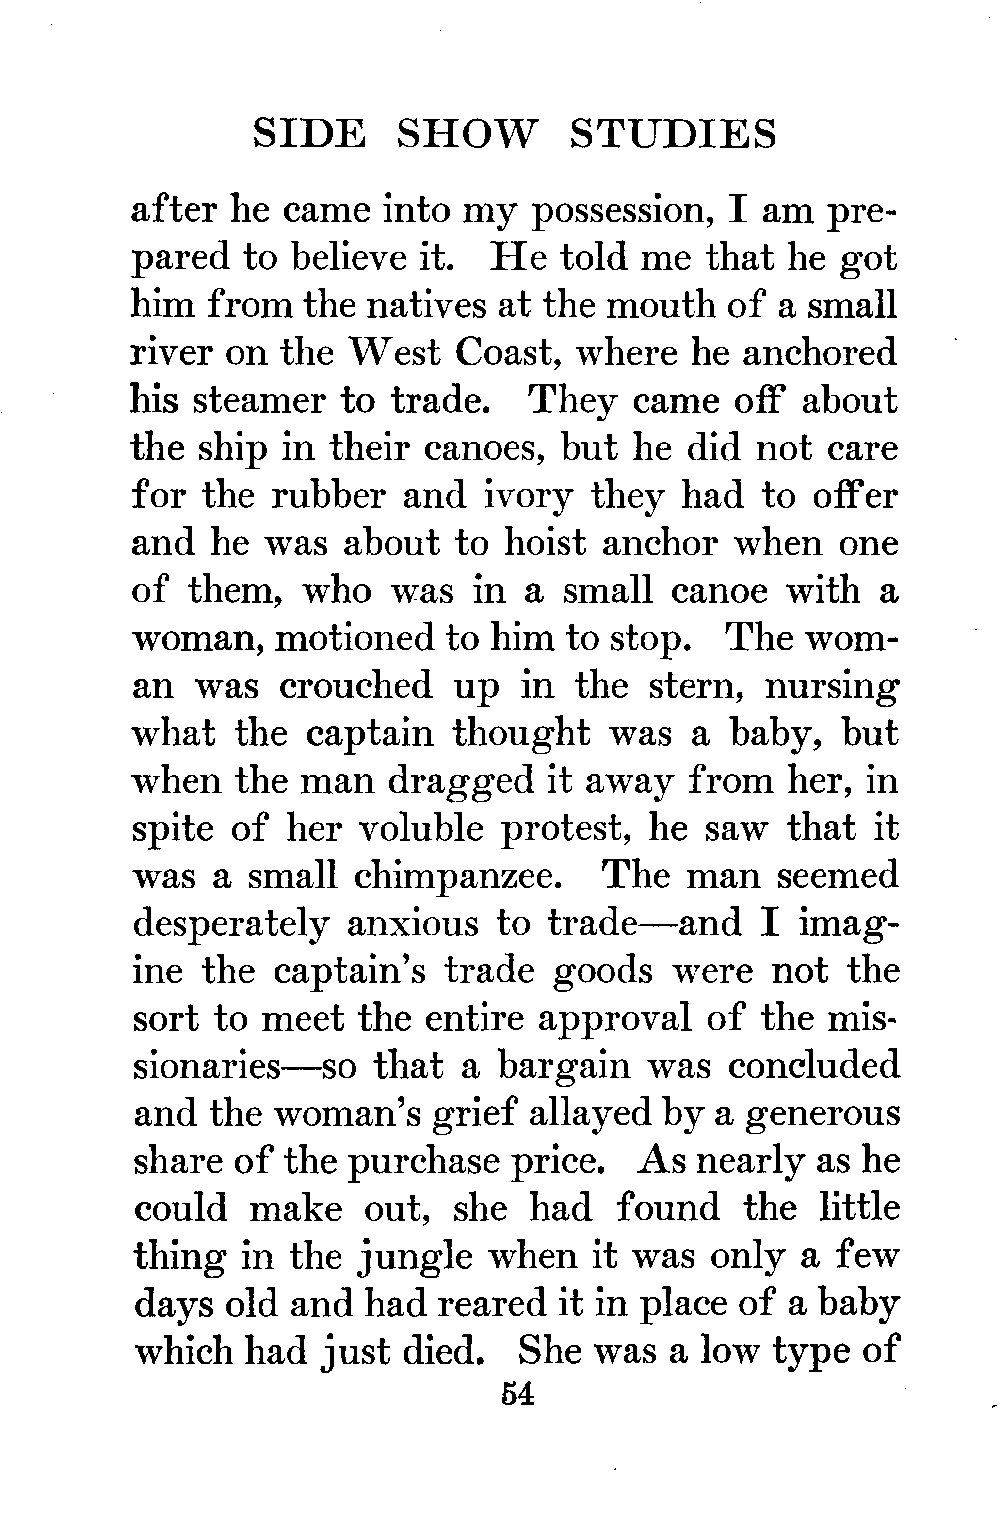 SIDE SHOW STUDIES
after he came into my possession, I am pre-
pared to believe it. He told me that he got
him from the natives at the mouth of a small
river on the West Coast, where he anchored
his steamer to trade. They came off about
the ship in their canoes, but he did not care
for the rubber and ivory they had to offer
and he was about to hoist anchor when one
of them, who was in a small canoe with a
woman, motioned to him to stop. The wom-
an was crouched up in the stern, nursing
what the captain thought was a baby, but
when the man dragged it away from her, in
spite of her voluble protest, he saw that it
was a small chimpanzee. The man seemed
desperately anxious to trade—and I imag-
ine the captain's trade goods were not the
sort to meet the entire approval of the mis-
sionaries—so that a bargain was concluded
and the woman's grief allayed by a generous
share of the purchase price. As nearly as he
could make out, she had found the little
thing in the jungle when it was only a few
days old and had reared it in place of a baby
which had just died. She was a low type of
54